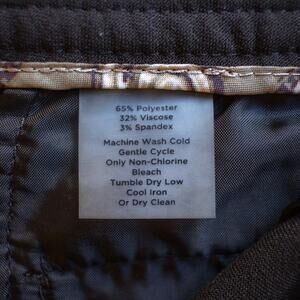 65% Polyester
32% Viscose
3% Spandex
Machine Wash Cold
Gentle Cycle
Only Non-Chlorine
Bleach
Tumble Dry Low
Cool Iron
Or Dry Clean